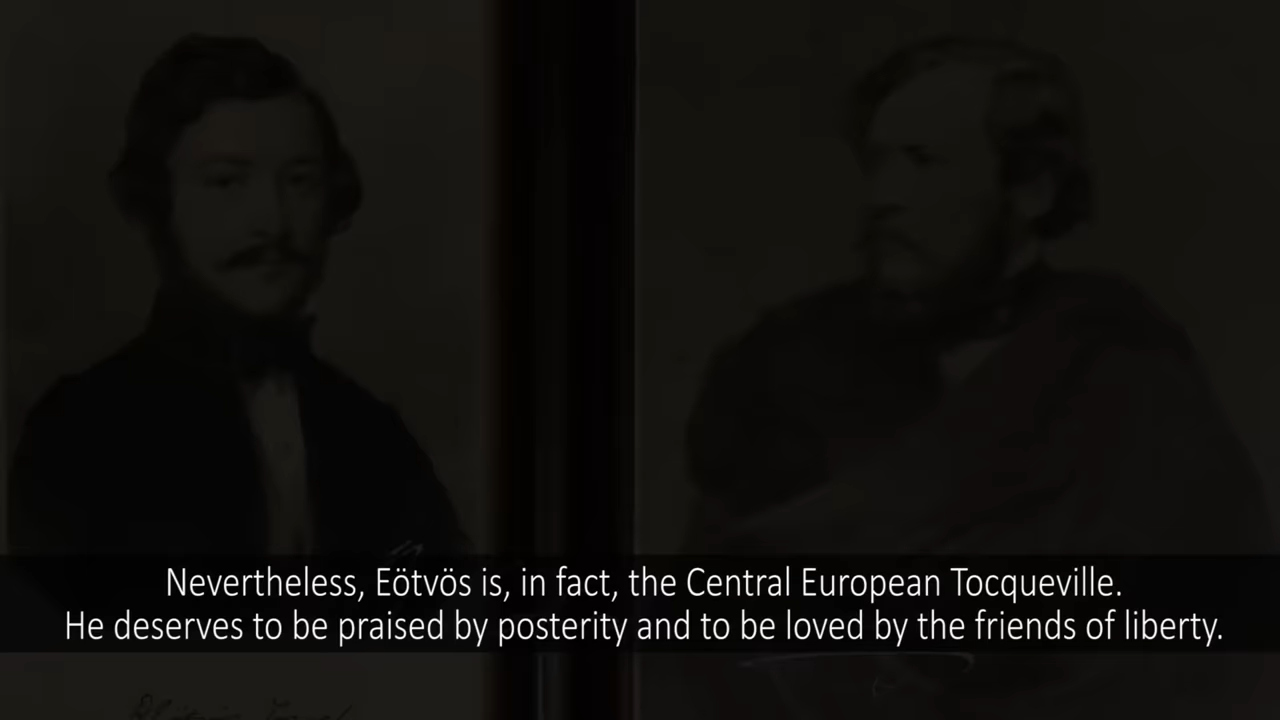 Nevertheless, Eötvös is, in fact, the Central European Tocqueville.
He deserves to be praised by posterity and to be loved by the friends of liberty.